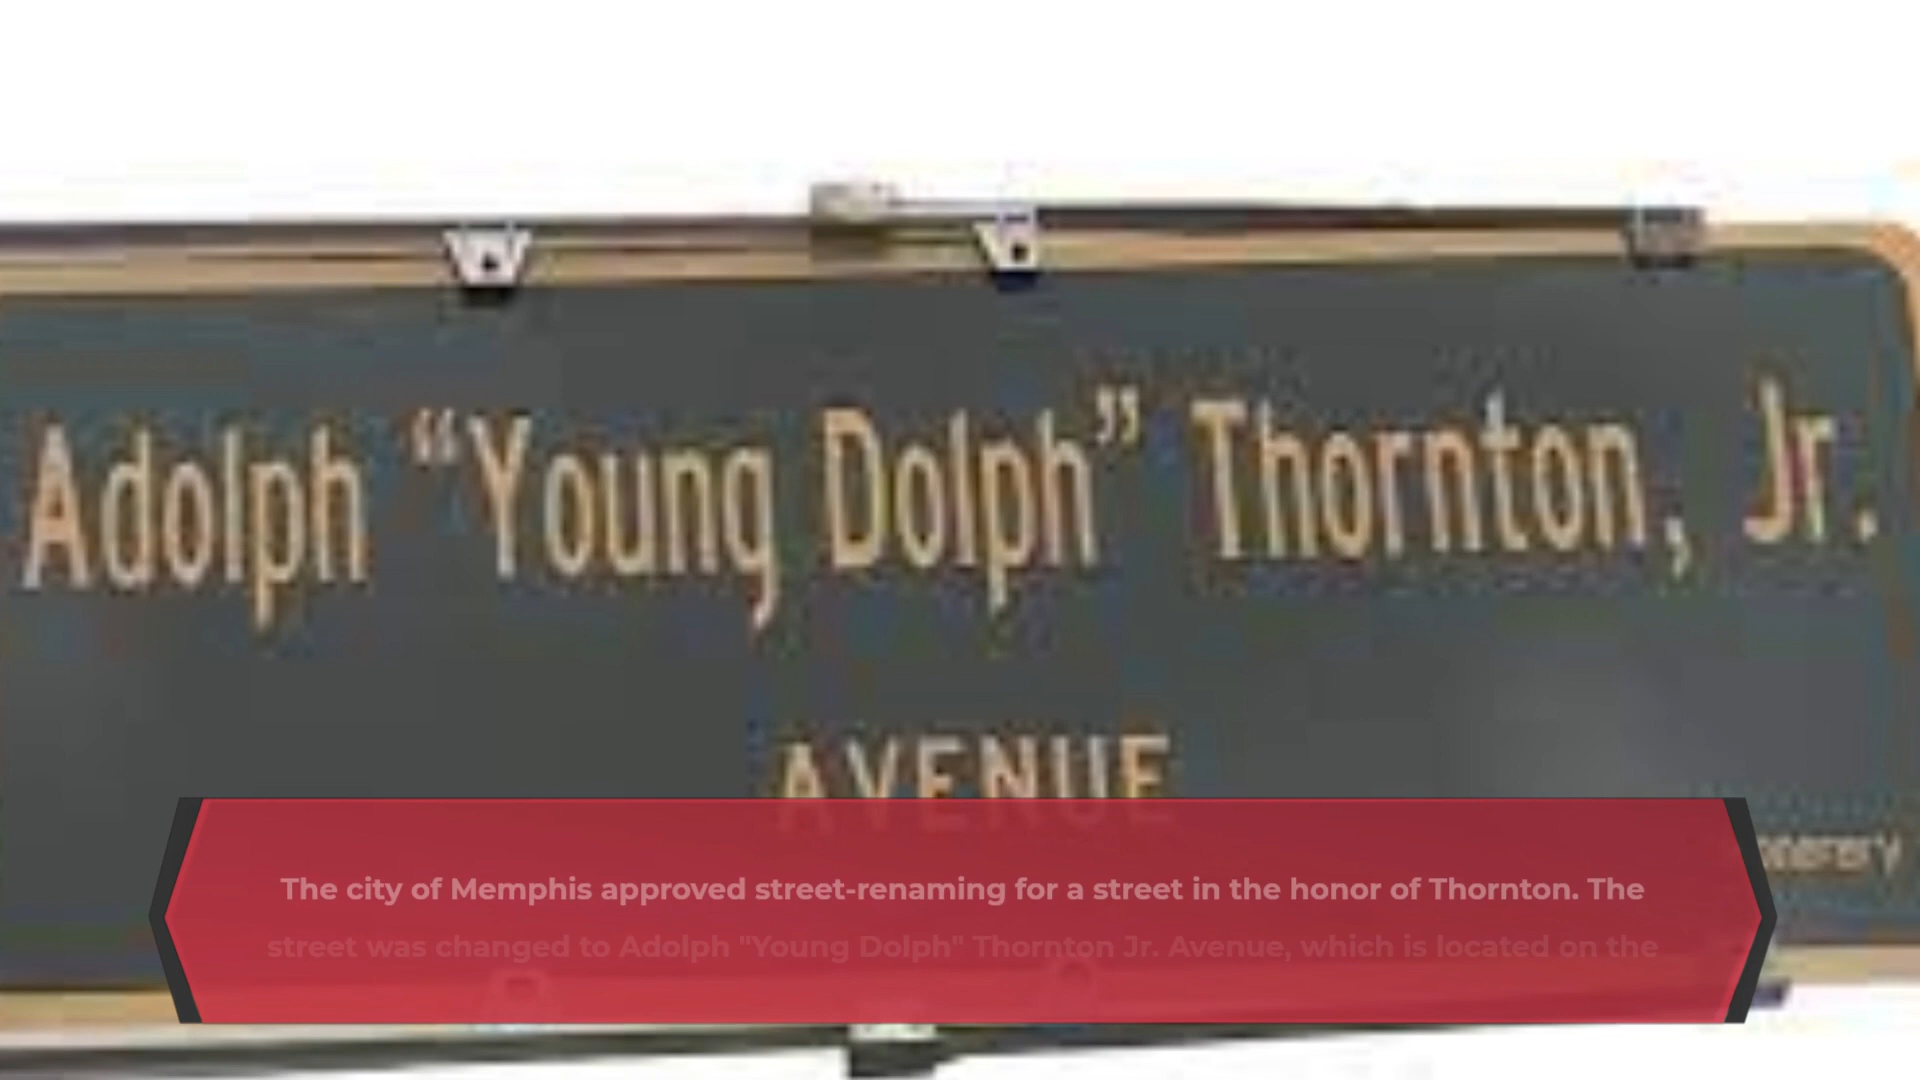 Adolph “Young Dolph” Thornton, Jr.
AVENUE
The city of Memphis approved street-renaming for a street in the honor of Thornton. The
street was changed to Adolph "Young Dolph" Thornton Jr. Avenue, which is located on the